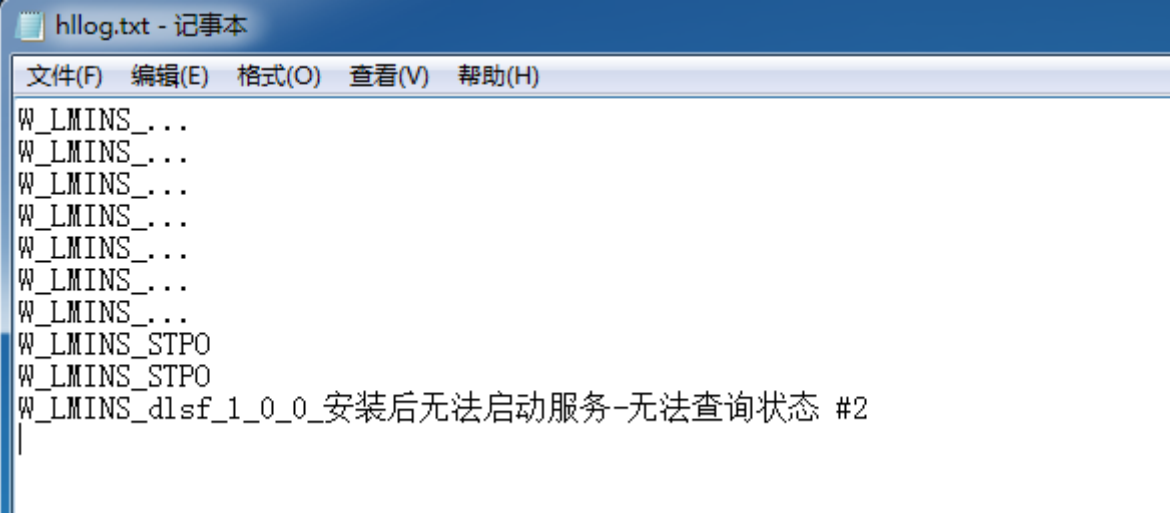 hllog.txt - 记事本
文件(F) 编辑(E) 格式(O) 查看(V) 帮助(H)
W_LMINS_...
W_LMINS_...
W_LMINS_...
W_LMINS_...
W_LMINS_...
W_LMINS_...
W_LMINS_...
W_LMINS_STPO
W_LMINS_STPO
W_LMINS_dlsf_1_0_0_安装后无法启动服务-无法查询状态 #2